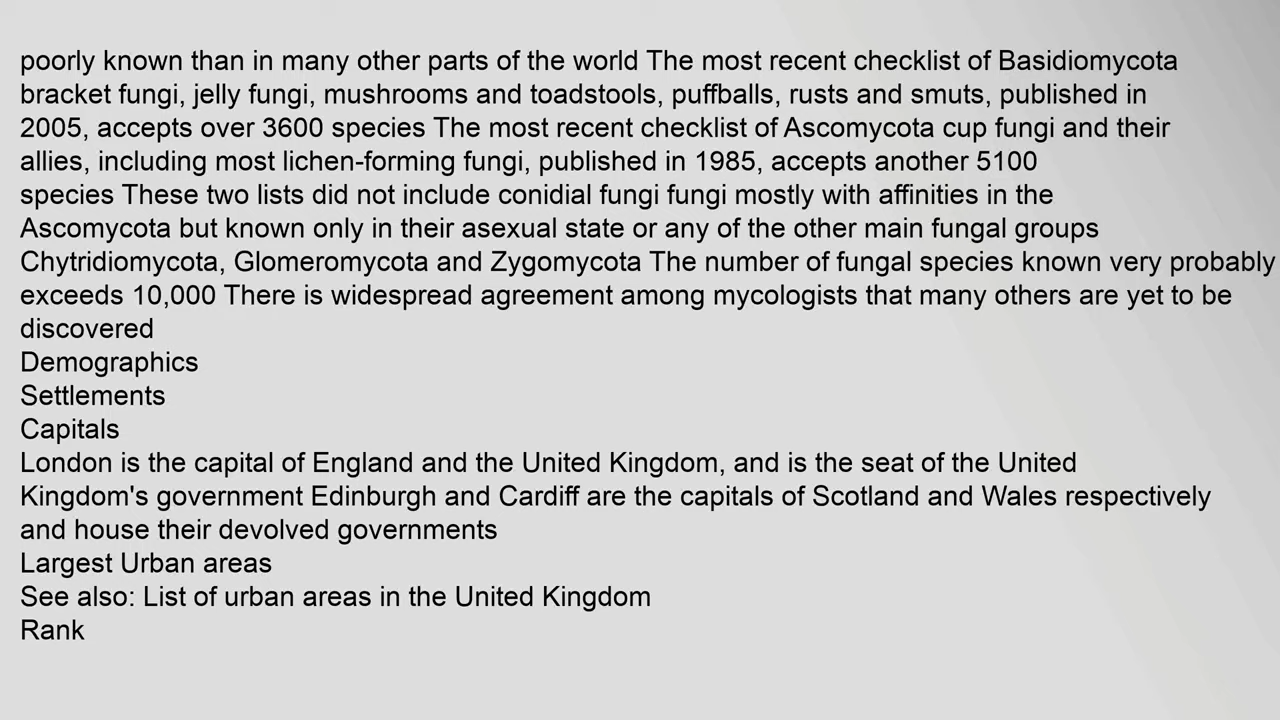 poorly known than in many other parts of the world The most recent checklist of Basidiomycota
bracket fungi, jelly fungi, mushrooms and toadstools, puffballs, rusts and smuts, published in
2005, accepts over 3600 species The most recent checklist of Ascomycota cup fungi and their
allies, including most lichen-forming fungi, published in 1985, accepts another 5100
species These two lists did not include conidial fungi fungi mostly with affinities in the
Ascomycota but known only in their asexual state or any of the other main fungal groups
Chytridiomycota, Glomeromycota and Zygomycota The number of fungal species known very probably
exceeds 10,000 There is widespread agreement among mycologists that many others are yet to be
discovered
Demographics
Settlements
Capitals
London is the capital of England and the United Kingdom, and is the seat of the United
Kingdom's government Edinburgh and Cardiff are the capitals of Scotland and Wales respectively
and house their devolved governments
Largest Urban areas
See also: List of urban areas in the United Kingdom
Rank